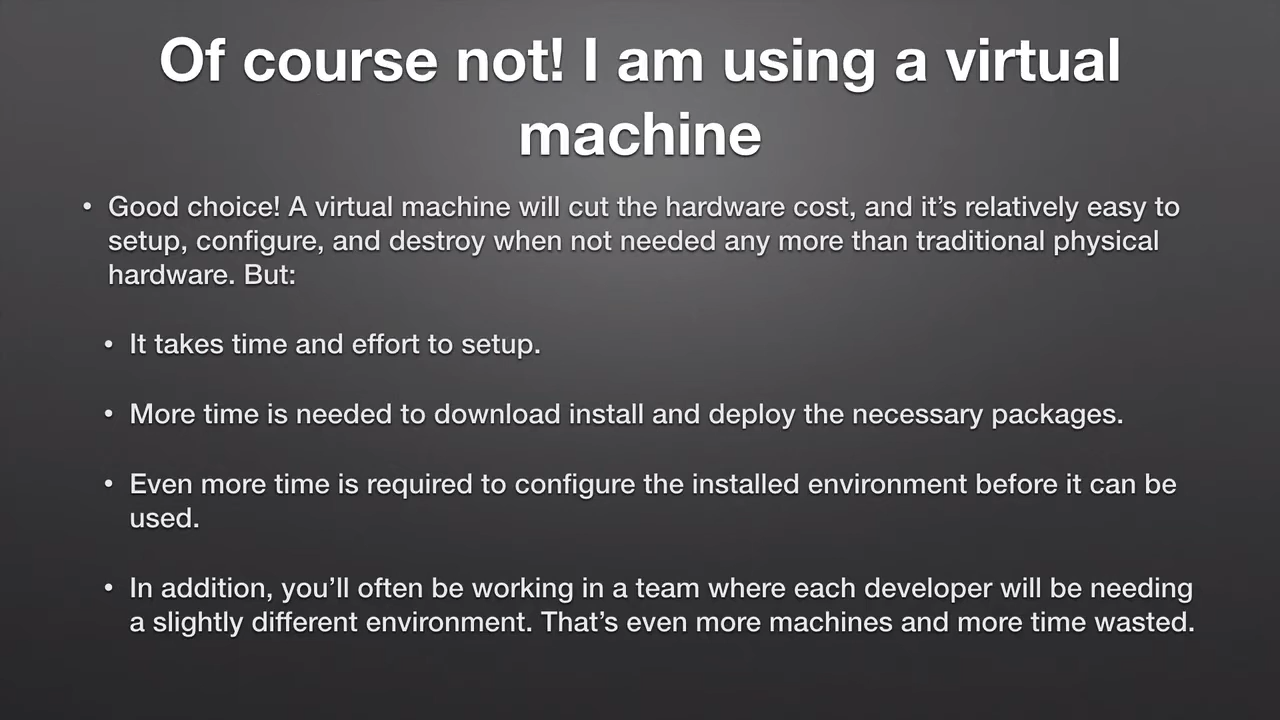 Of course not! I am using a virtual
machine
• Good choice! A virtual machine will cut the hardware cost, and it’s relatively easy to
setup, configure, and destroy when not needed any more than traditional physical
hardware. But:
• It takes time and effort to setup.
• More time is needed to download install and deploy the necessary packages.
• Even more time is required to configure the installed environment before it can be
used.
• In addition, you’ll often be working in a team where each developer will be needing
a slightly different environment. That’s even more machines and more time wasted.